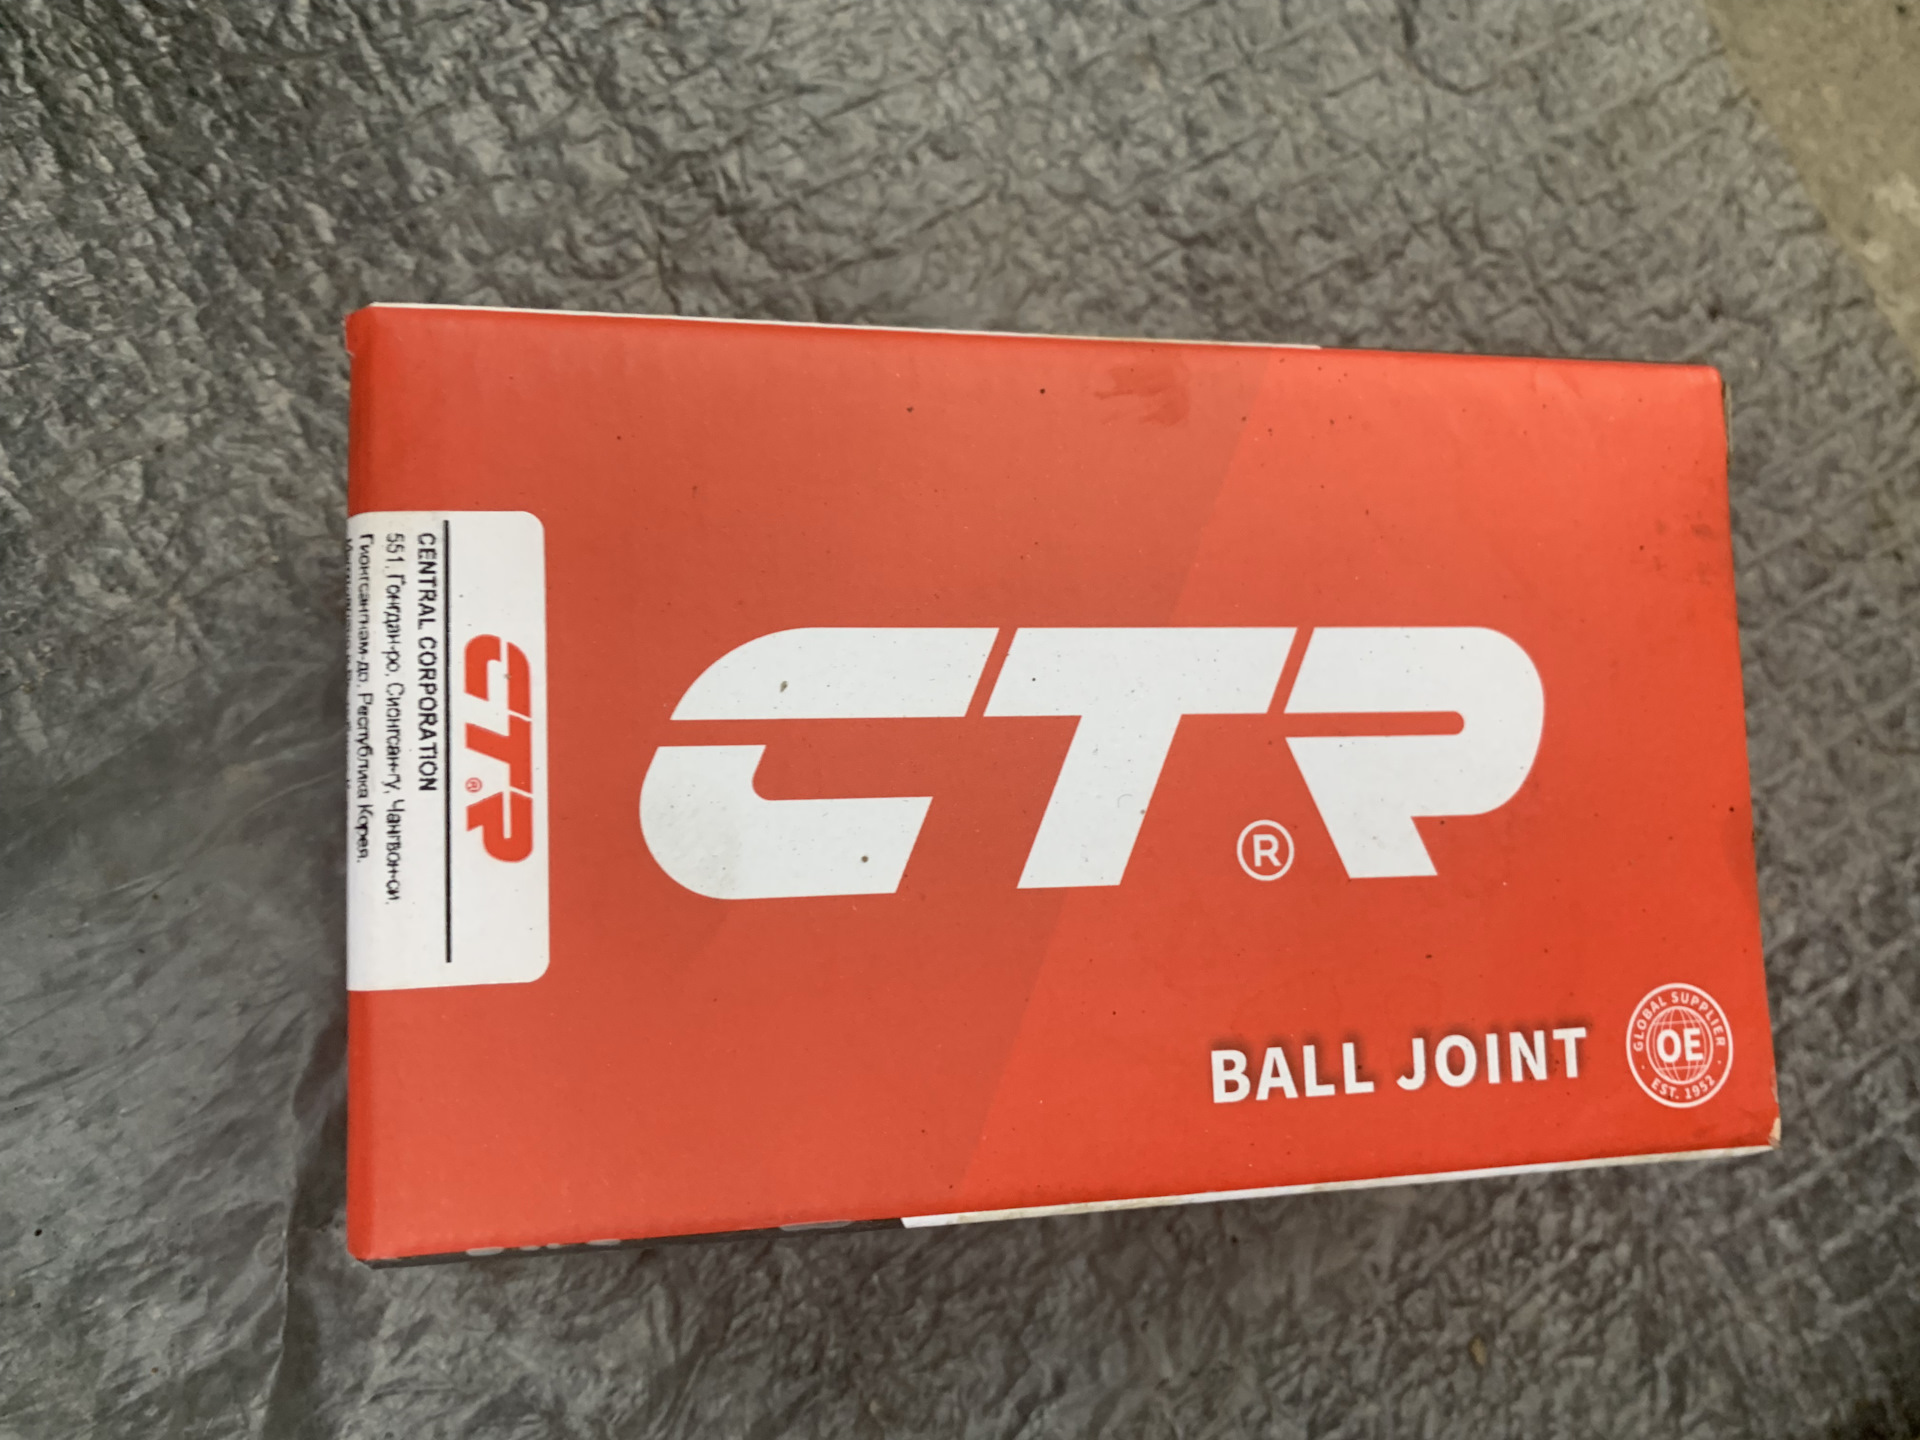 CTR
®
BALL JOINT
GLOBAL SUPPLIER
OE
EST. 1952
CTR
®
CENTRAL CORPORATION
551, Гонгдан-ро, Сионгсан-гу, Чангвон-си,
Гионгсангнам-до, Республика Корея.